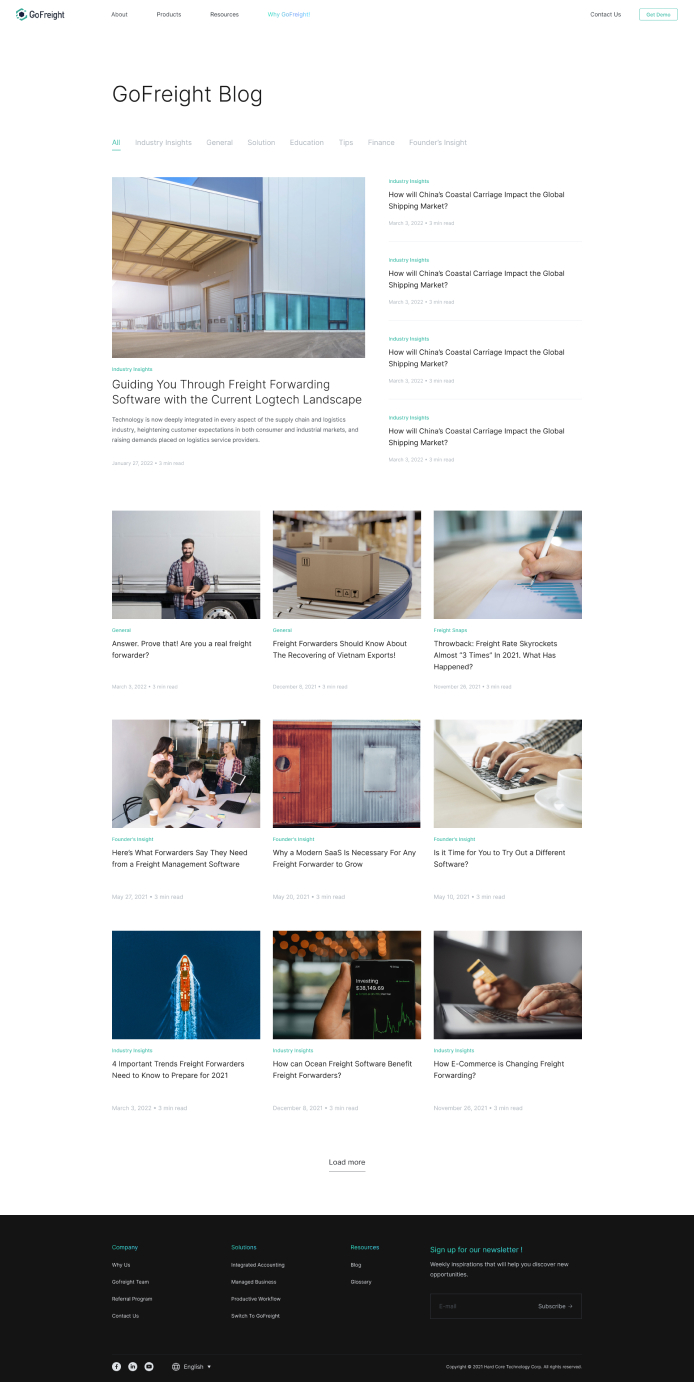 GoFreight
About
Products
Resources
Why GoFreight!
Contact Us
Get Demo
GoFreight Blog
All
Industry Insights
General
Solution
Education
Tips
Finance
Founder's Insight
Industry Insights
Guiding You Through Freight Forwarding
Software with the Current Logtech Landscape
Technology is now deeply integrated in every aspect of the supply chain and logistics
industry, heightening customer expectations in both consumer and industrial markets, and
raising demands placed on logistics service providers.
January 27, 2022 • 3 min read
Industry Insights
How will China's Coastal Carriage Impact the Global
Shipping Market?
March 3, 2022 • 3 min read
Industry Insights
How will China's Coastal Carriage Impact the Global
Shipping Market?
March 3, 2022 • 3 min read
Industry Insights
How will China's Coastal Carriage Impact the Global
Shipping Market?
March 3, 2022 • 3 min read
Industry Insights
How will China's Coastal Carriage Impact the Global
Shipping Market?
March 3, 2022 • 3 min read
General
Answer. Prove that! Are you a real freight
forwarder?
March 3, 2022 • 3 min read
General
Freight Forwarders Should Know About
The Recovering of Vietnam Exports!
December 6, 2021 • 3 min read
Freight Snaps
Throwback: Freight Rate Skyrockets
Almost "3 Times" In 2021. What Has
Happened?
November 26, 2021 • 3 min read
Founder's Insight
Here's What Forwarders Say They Need
from a Freight Management Software
May 27, 2021 • 3 min read
Founder's Insight
Why a Modern SaaS Is Necessary For Any
Freight Forwarder to Grow
May 20, 2021 • 3 min read
Founder's Insight
Is it Time for You to Try Out a Different
Software?
May 10, 2021 • 3 min read
Industry Insights
4 Important Trends Freight Forwarders
Need to Know to Prepare for 2021
March 3, 2022 • 3 min read
Investing
$38,149.69
Industry Insights
How can Ocean Freight Software Benefit
Freight Forwarders?
December 6, 2021 • 3 min read
Industry Insights
How E-Commerce is Changing Freight
Forwarding?
November 26, 2021 • 3 min read
Load more
Company
Why Us
Gofreight Team
Referral Program
Contact Us
Solutions
Integrated Accounting
Managed Business
Productive Workflow
Switch To GoFreight
Resources
Blog
Glossary
Sign up for our newsletter !
Weekly inspirations that will help you discover new
opportunities.
E-mail
Subscribe →
English
Copyright © 2021 Hard Core Technology Corp. All rights reserved.